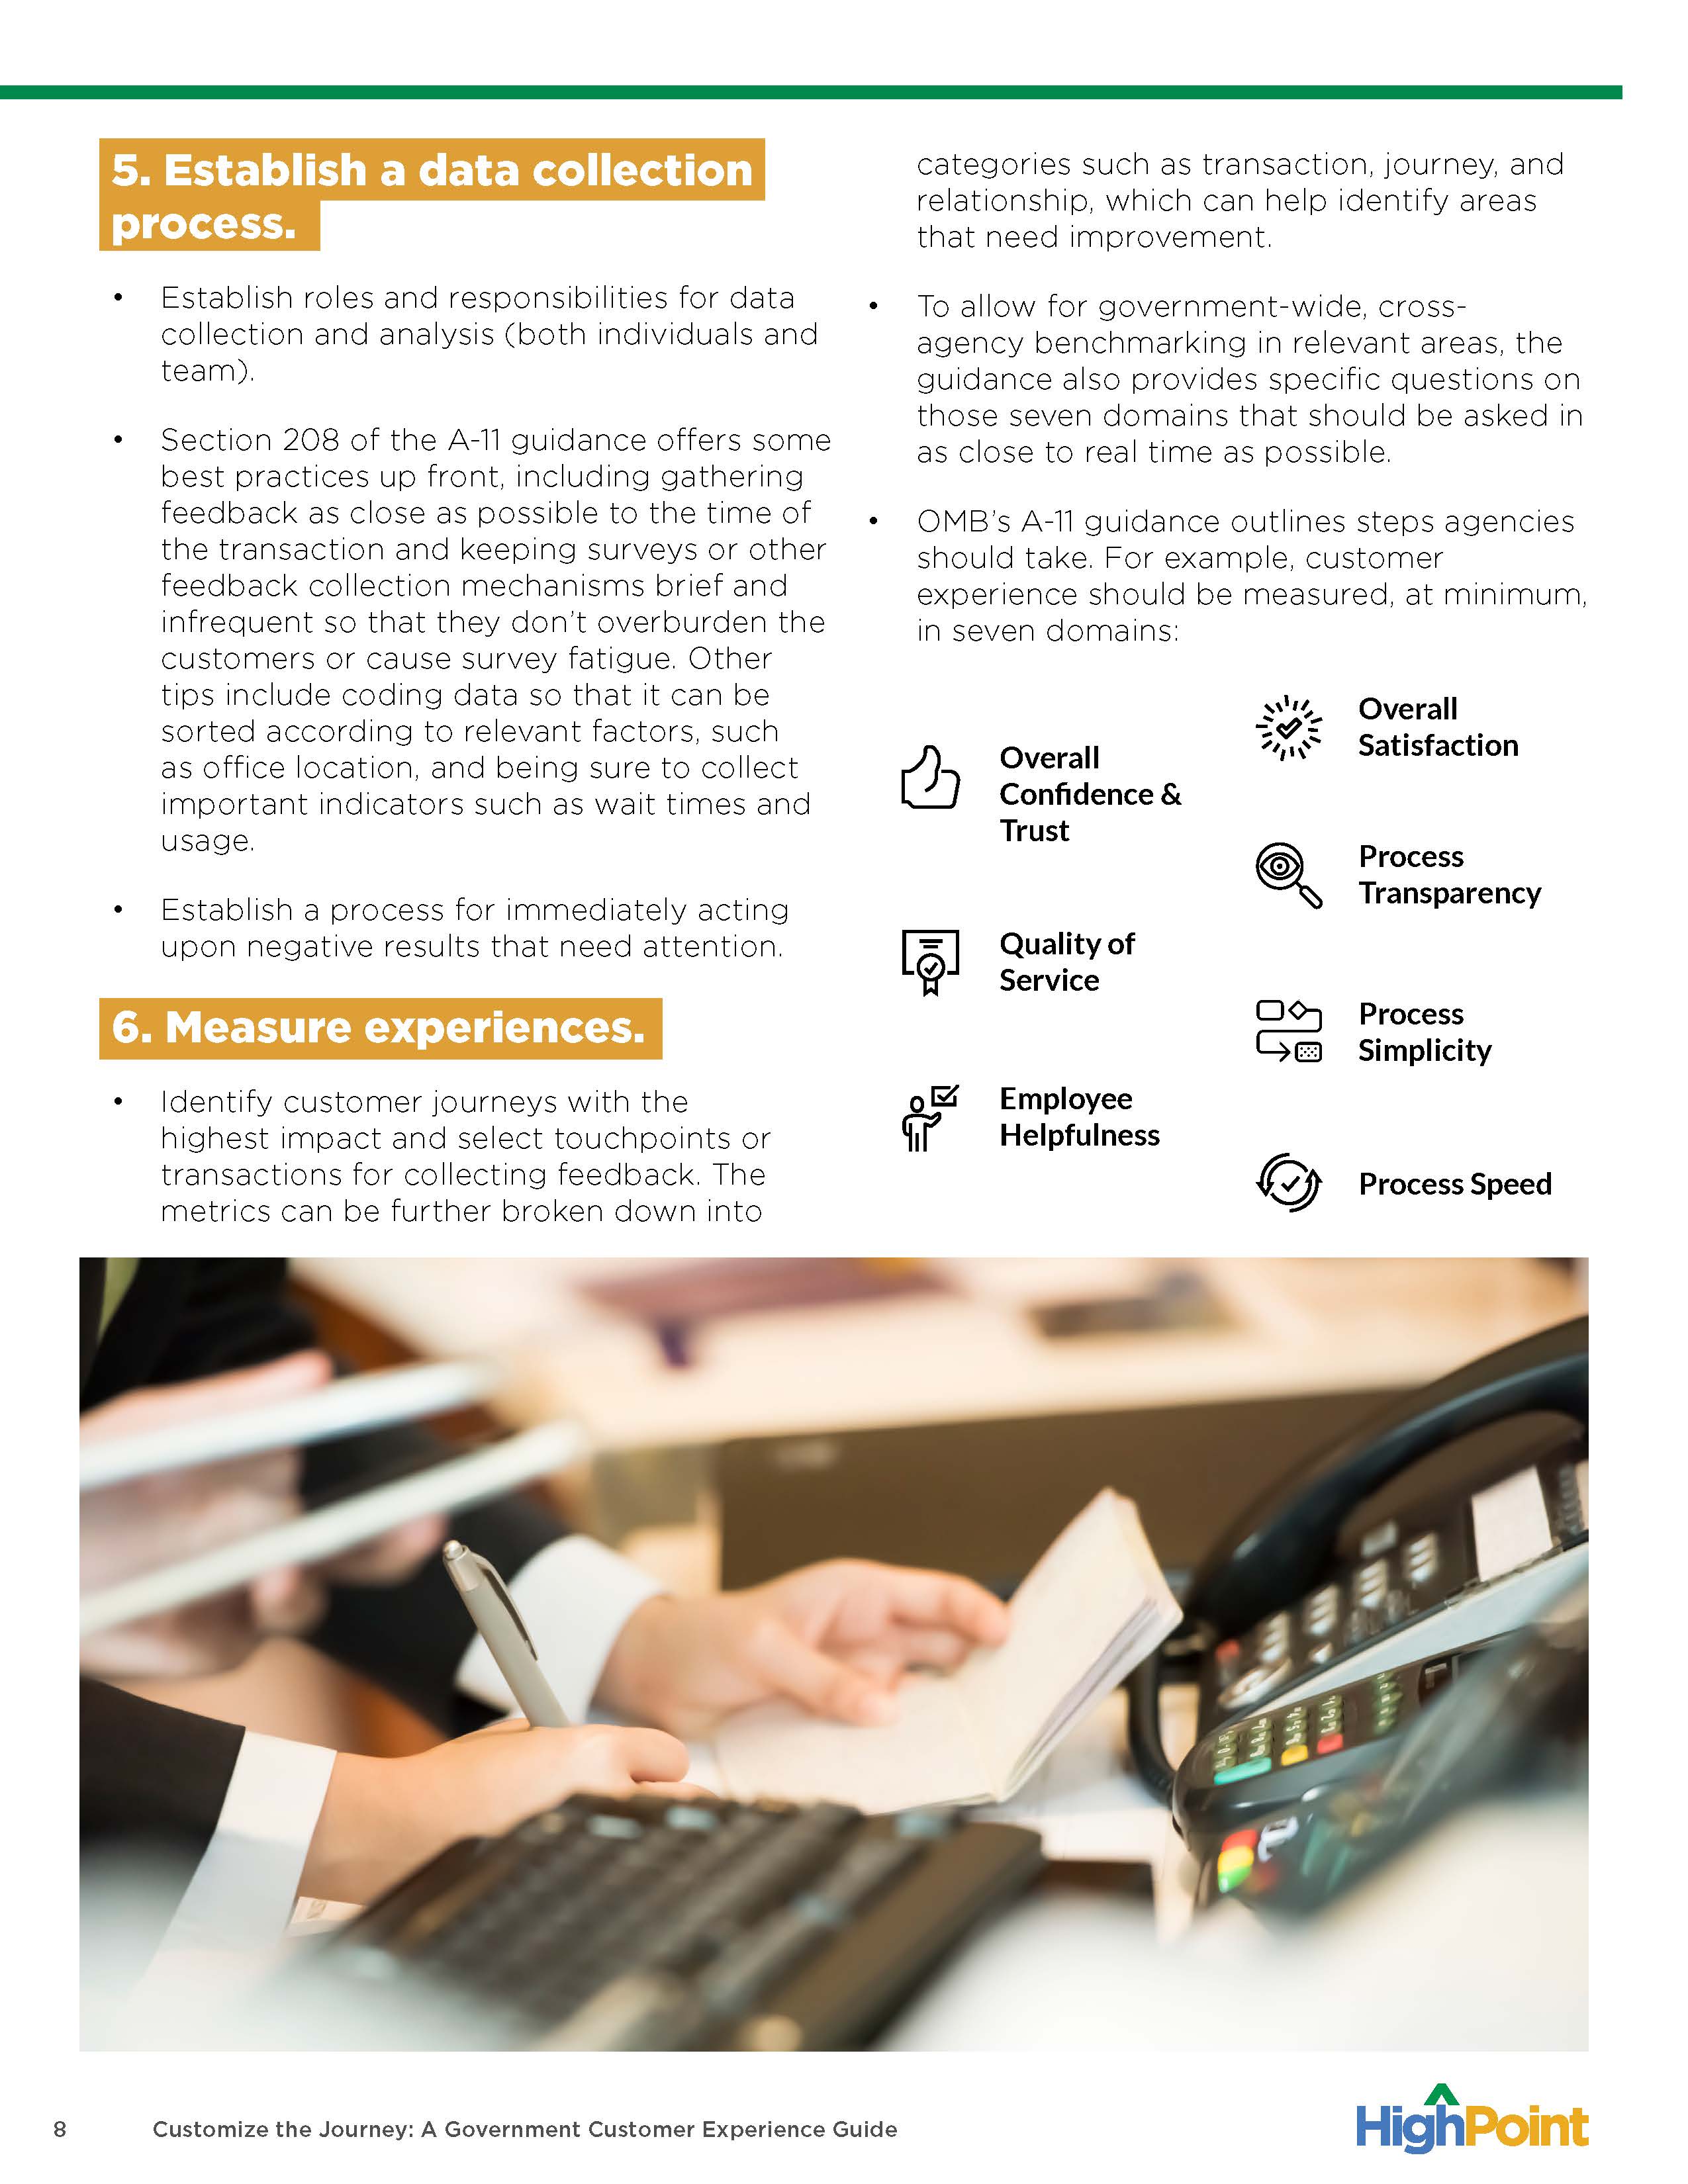 5. Establish a data collection
process.
• Establish roles and responsibilities for data
collection and analysis (both individuals and
team).
• Section 208 of the A-11 guidance offers some
best practices up front, including gathering
feedback as close as possible to the time of
the transaction and keeping surveys or other
feedback collection mechanisms brief and
infrequent so that they don’t overburden the
customers or cause survey fatigue. Other
tips include coding data so that it can be
sorted according to relevant factors, such
as office location, and being sure to collect
important indicators such as wait times and
usage.
• Establish a process for immediately acting
upon negative results that need attention.
6. Measure experiences.
• Identify customer journeys with the
highest impact and select touchpoints or
transactions for collecting feedback. The
metrics can be further broken down into
categories such as transaction, journey, and
relationship, which can help identify areas
that need improvement.
• To allow for government-wide, cross-
agency benchmarking in relevant areas, the
guidance also provides specific questions on
those seven domains that should be asked in
as close to real time as possible.
• OMB’s A-11 guidance outlines steps agencies
should take. For example, customer
experience should be measured, at minimum,
in seven domains:
Overall
Confidence &
Trust
Quality of
Service
Employee
Helpfulness
Overall
Satisfaction
Process
Transparency
Process
Simplicity
Process Speed
8 Customize the Journey: A Government Customer Experience Guide
HighPoint